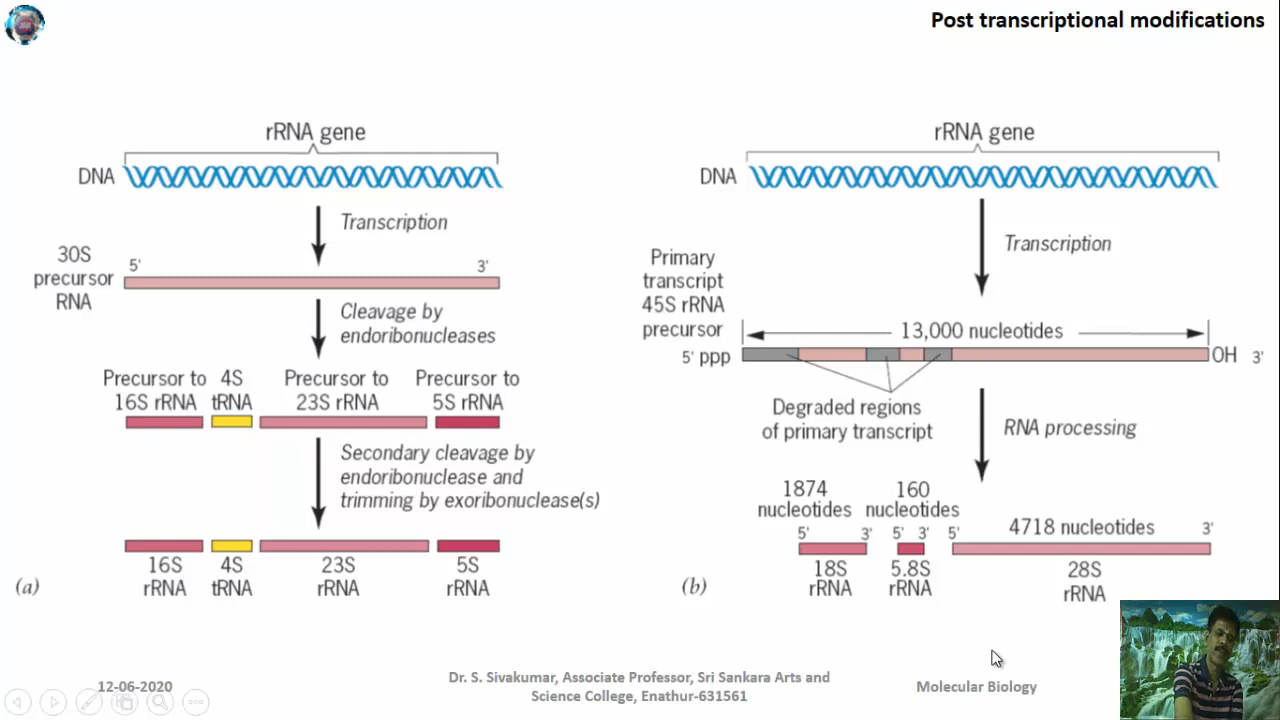 Post transcriptional modifications
rRNA gene
DNA
Transcription
30S
precursor
RNA
5'
3'
Cleavage by
endoribonucleases
Precursor to
16S rRNA
4S
tRNA
Precursor to
23S rRNA
Precursor to
5S rRNA
Secondary cleavage by
endoribonuclease and
trimming by exoribonuclease(s)
16S
rRNA
4S
tRNA
23S
rRNA
5S
rRNA
(a)
rRNA gene
DNA
Transcription
Primary
transcript
45S rRNA
precursor
13,000 nucleotides
5' ppp
OH 3'
Degraded regions
of primary transcript
RNA processing
1874
nucleotides
160
nucleotides
4718 nucleotides
5'
3'
5'
3'
5'
3'
18S
rRNA
5.8S
rRNA
28S
rRNA
(b)
12-06-2020
Dr. S. Sivakumar, Associate Professor, Sri Sankara Arts and
Science College, Enathur-631561
Molecular Biology